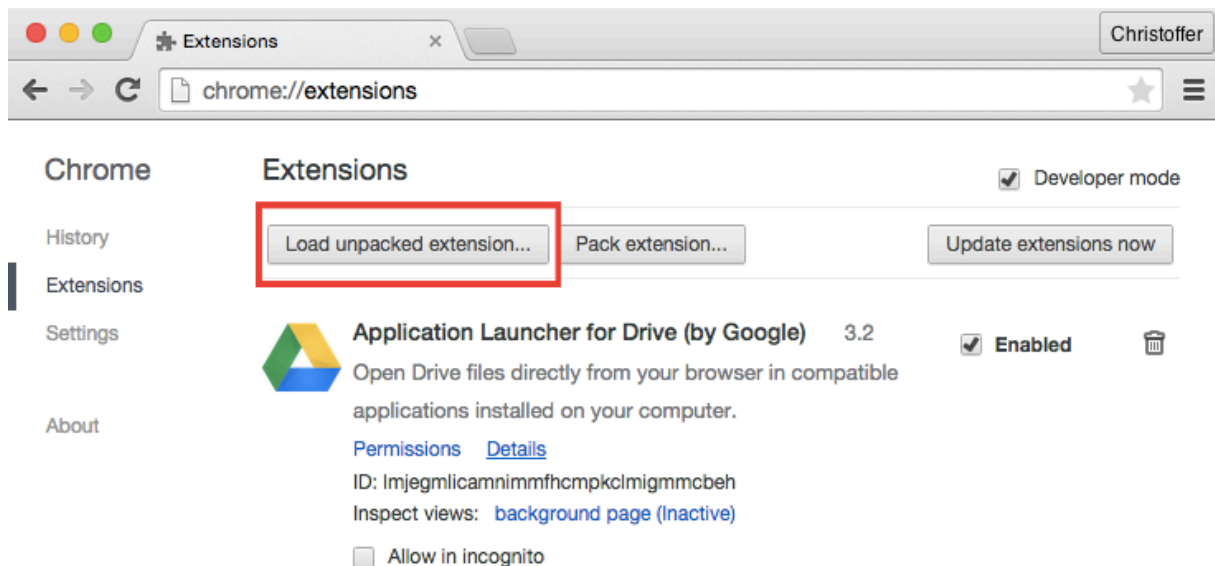 Extensions
Christoffer
chrome://extensions
Chrome
Extensions
Developer mode
History
Load unpacked extension...
Pack extension...
Update extensions now
Extensions
Settings
Application Launcher for Drive (by Google) 3.2
Enabled
Open Drive files directly from your browser in compatible
applications installed on your computer.
About
Permissions Details
ID: lmjegmlicamnimmfhcmpkclmigmmcbeh
Inspect views: background page (Inactive)
Allow in incognito